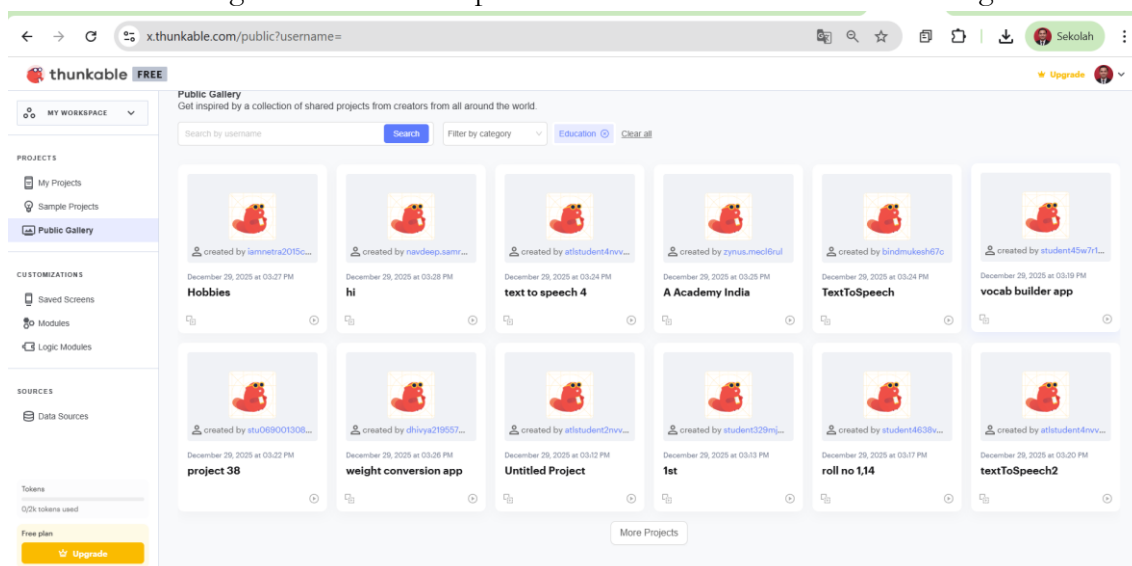 x.thunkable.com/public?username=
Sekolah
thunkable FREE
Upgrade
MY WORKSPACE
PROJECTS
My Projects
Sample Projects
Public Gallery
CUSTOMIZATIONS
Saved Screens
Modules
Logic Modules
SOURCES
Data Sources
Tokens
0/2k tokens used
Free plan
Upgrade
Public Gallery
Get inspired by a collection of shared projects from creators from all around the world.
Search by username Search Filter by category Education Clear all
created by iamnetra2015c...
December 29, 2025 at 03:27 PM
Hobbies
created by navdeep.samr...
December 29, 2025 at 03:28 PM
hi
created by atlstudent4nvv...
December 29, 2025 at 03:24 PM
text to speech 4
created by zynus.mecl6rul
December 29, 2025 at 03:25 PM
A Academy India
created by bindmukesh67c
December 29, 2025 at 03:24 PM
TextToSpeech
created by student45w7r1...
December 29, 2025 at 03:19 PM
vocab builder app
created by stu069001308...
December 29, 2025 at 03:22 PM
project 38
created by dhivya219557...
December 29, 2025 at 03:26 PM
weight conversion app
created by atlstudent2nvv...
December 29, 2025 at 03:12 PM
Untitled Project
created by student329mj...
December 29, 2025 at 03:13 PM
1st
created by student4638v...
December 29, 2025 at 03:17 PM
roll no 1,14
created by atlstudent4nvv...
December 29, 2025 at 03:20 PM
textToSpeech2
More Projects